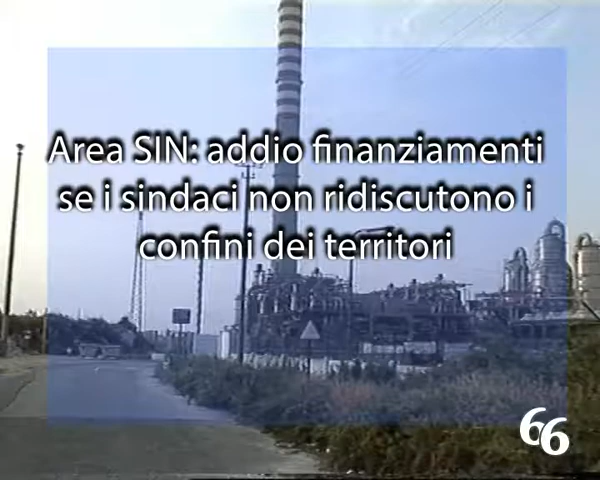 Area SIN: addio finanziamenti
se i sindaci non ridiscutono i
confini dei territori
66